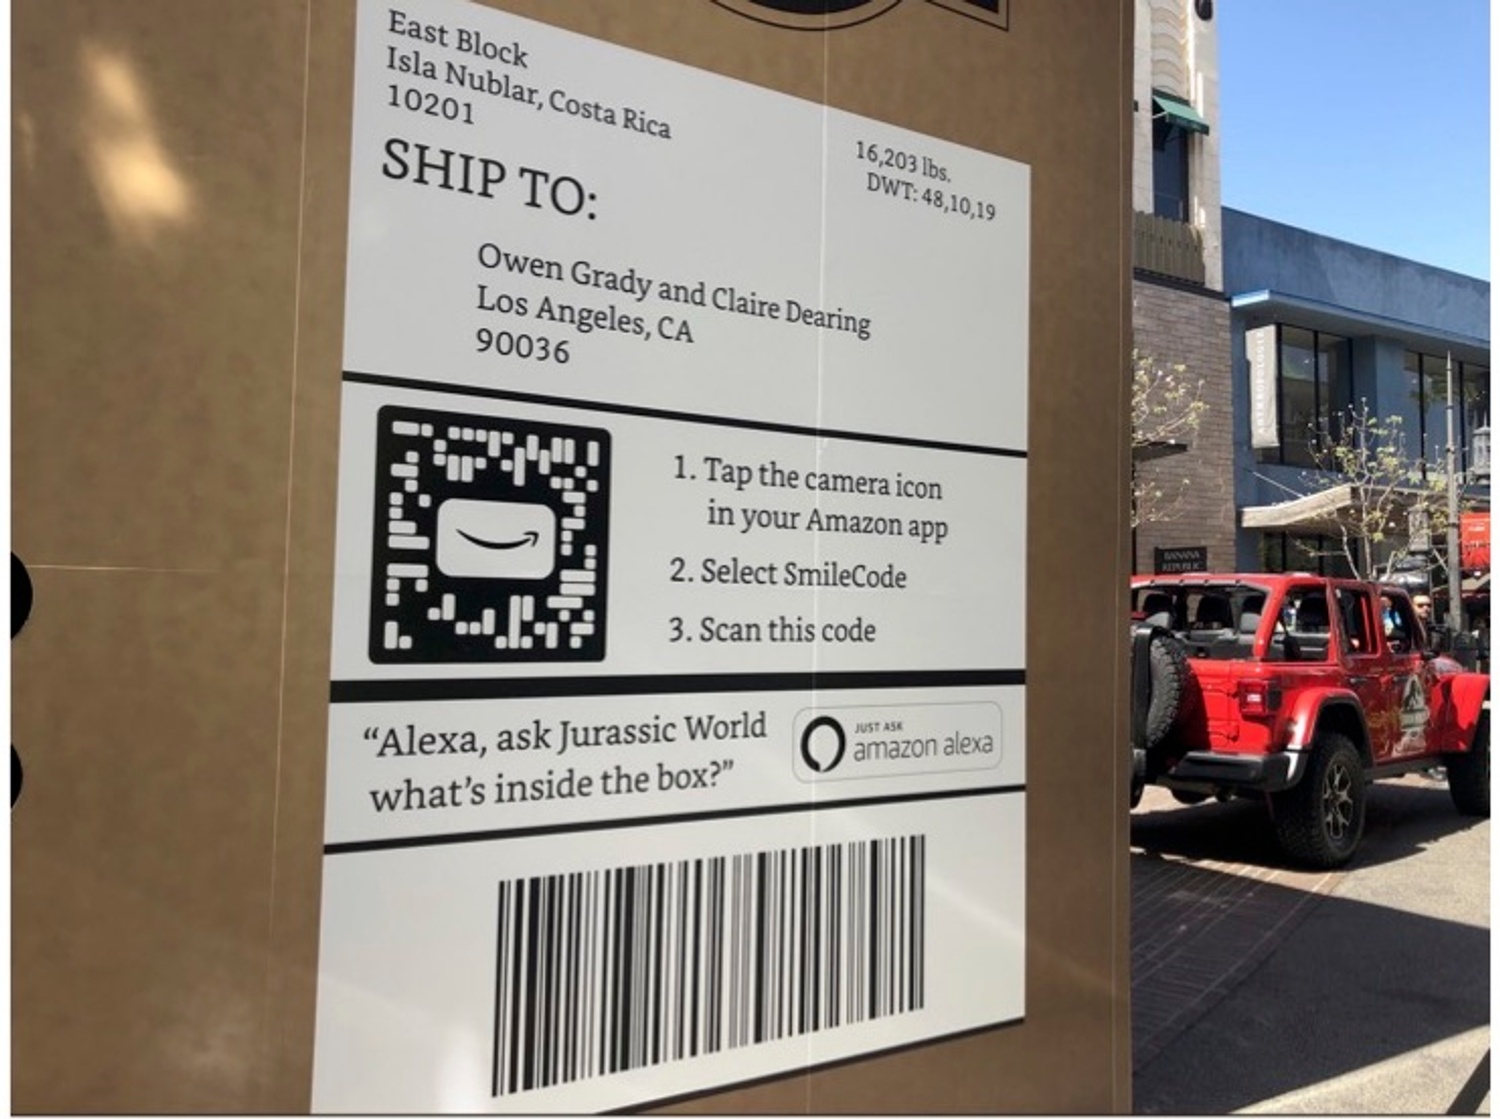 East Block
Isla Nublar, Costa Rica
10201
16,203 lbs.
DWT: 48,10,19
SHIP TO:
Owen Grady and Claire Dearing
Los Angeles, CA
90036
1. Tap the camera icon
in your Amazon app
2. Select SmileCode
3. Scan this code
“Alexa, ask Jurassic World
what’s inside the box?”
JUST ASK
amazon alexa
BANANA
REPUBLIC